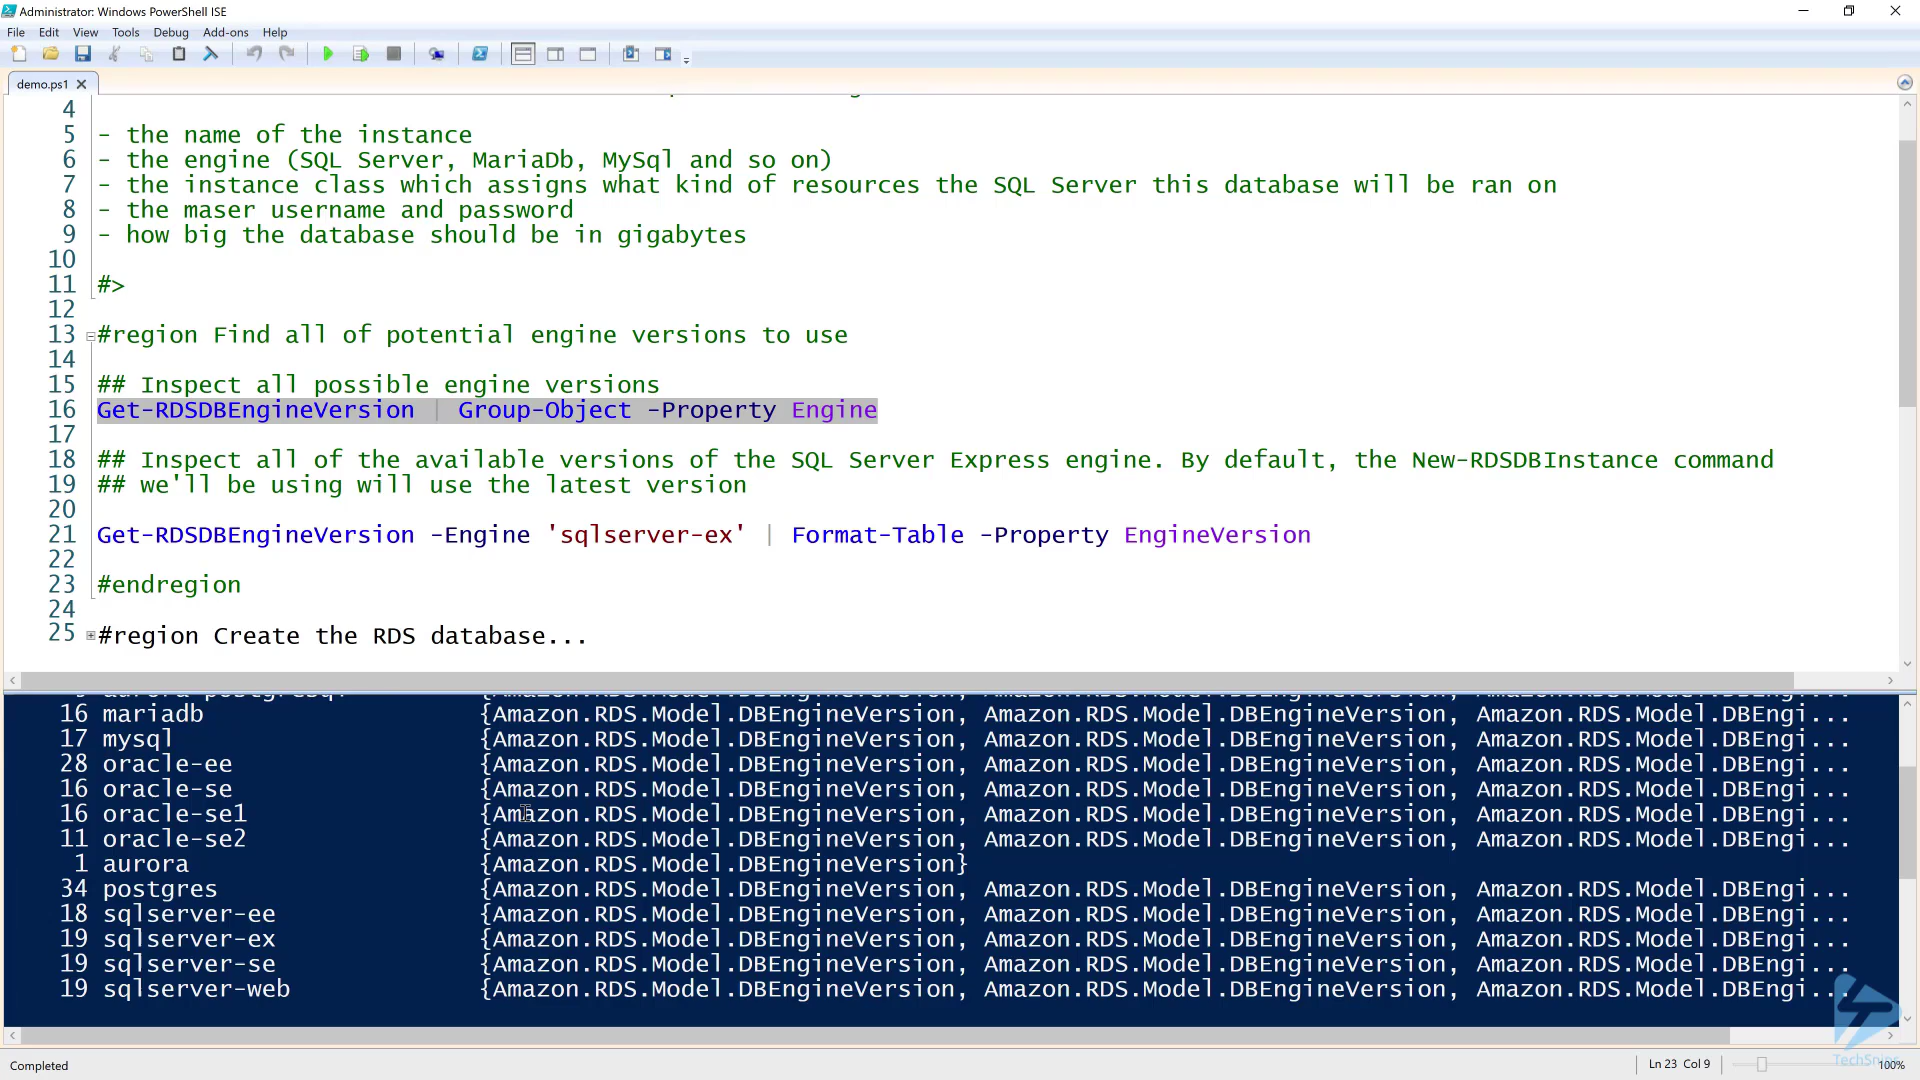 Administrator: Windows PowerShell ISE
File Edit View Tools Debug Add-ons Help
demo.ps1
4
5 - the name of the instance
6 - the engine (SQL Server, MariaDb, MySql and so on)
7 - the instance class which assigns what kind of resources the SQL Server this database will be ran on
8 - the maser username and password
9 - how big the database should be in gigabytes
10
11 #>
12
13 #region Find all of potential engine versions to use
14
15 ## Inspect all possible engine versions
16 Get-RDSDBEngineVersion | Group-Object -Property Engine
17
18 ## Inspect all of the available versions of the SQL Server Express engine. By default, the New-RDSDBInstance command
19 ## we'll be using will use the latest version
20
21 Get-RDSDBEngineVersion -Engine 'sqlserver-ex' | Format-Table -Property EngineVersion
22
23 #endregion
24
25 #region Create the RDS database...
16 mariadb {Amazon.RDS.Model.DBEngineVersion, Amazon.RDS.Model.DBEngineVersion, Amazon.RDS.Model.DBEngi...
17 mysql {Amazon.RDS.Model.DBEngineVersion, Amazon.RDS.Model.DBEngineVersion, Amazon.RDS.Model.DBEngi...
28 oracle-ee {Amazon.RDS.Model.DBEngineVersion, Amazon.RDS.Model.DBEngineVersion, Amazon.RDS.Model.DBEngi...
16 oracle-se {Amazon.RDS.Model.DBEngineVersion, Amazon.RDS.Model.DBEngineVersion, Amazon.RDS.Model.DBEngi...
16 oracle-se1 {Amazon.RDS.Model.DBEngineVersion, Amazon.RDS.Model.DBEngineVersion, Amazon.RDS.Model.DBEngi...
11 oracle-se2 {Amazon.RDS.Model.DBEngineVersion, Amazon.RDS.Model.DBEngineVersion, Amazon.RDS.Model.DBEngi...
1 aurora {Amazon.RDS.Model.DBEngineVersion}
34 postgres {Amazon.RDS.Model.DBEngineVersion, Amazon.RDS.Model.DBEngineVersion, Amazon.RDS.Model.DBEngi...
18 sqlserver-ee {Amazon.RDS.Model.DBEngineVersion, Amazon.RDS.Model.DBEngineVersion, Amazon.RDS.Model.DBEngi...
19 sqlserver-ex {Amazon.RDS.Model.DBEngineVersion, Amazon.RDS.Model.DBEngineVersion, Amazon.RDS.Model.DBEngi...
19 sqlserver-se {Amazon.RDS.Model.DBEngineVersion, Amazon.RDS.Model.DBEngineVersion, Amazon.RDS.Model.DBEngi...
19 sqlserver-web {Amazon.RDS.Model.DBEngineVersion, Amazon.RDS.Model.DBEngineVersion, Amazon.RDS.Model.DBEngi...
TechSnips
Completed Ln 23 Col 9 100%